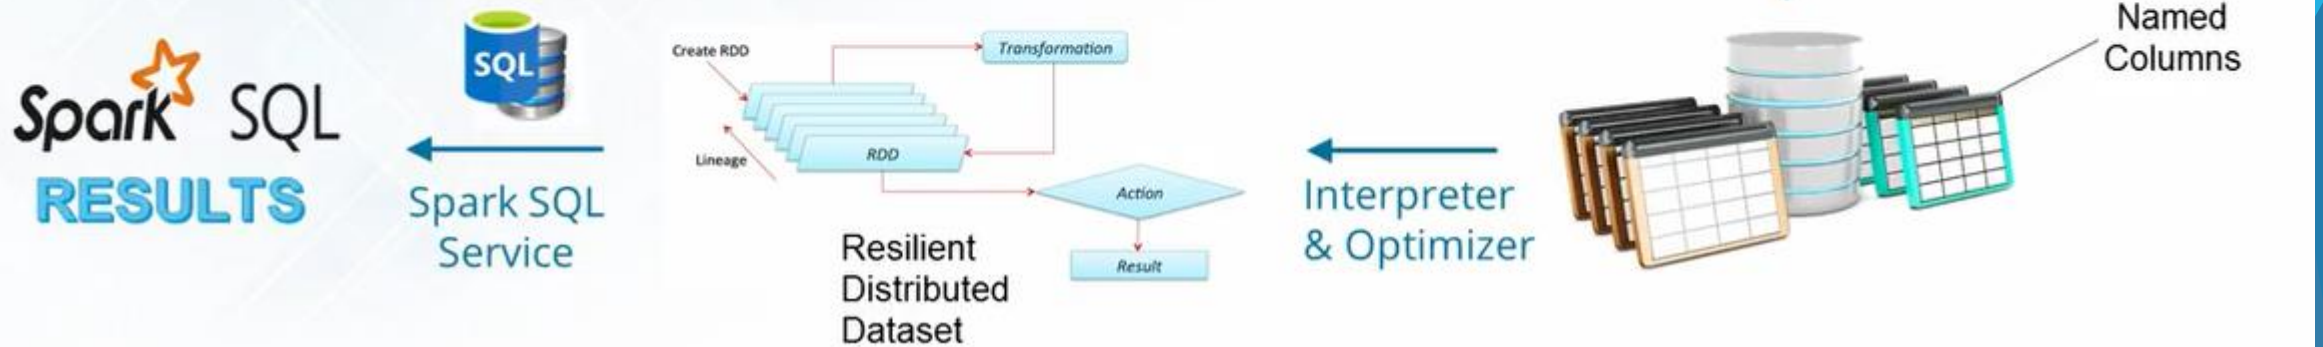 Spark SQL
RESULTS
SQL
Spark SQL
Service
Create RDD
Transformation
RDD
Lineage
Action
Result
Resilient
Distributed
Dataset
Interpreter
& Optimizer
Named
Columns